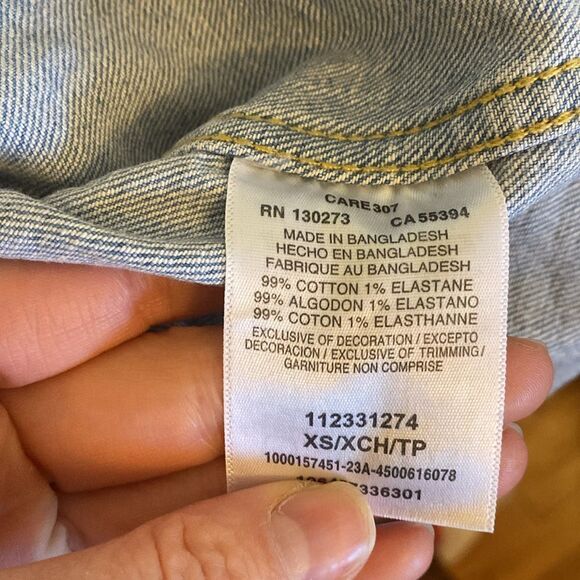 CARE307
RN 130273 CA 55394
MADE IN BANGLADESH
HECHO EN BANGLADESH
FABRIQUE AU BANGLADESH
99% COTTON 1% ELASTANE
99% ALGODON 1% ELASTANO
99% COTON 1% ELASTHANNE
EXCLUSIVE OF DECORATION / EXCEPTO
DECORACION / EXCLUSIVE OF TRIMMING /
GARNITURE NON COMPRISE
112331274
XS/XCH/TP
1000157451-23A-4500616078